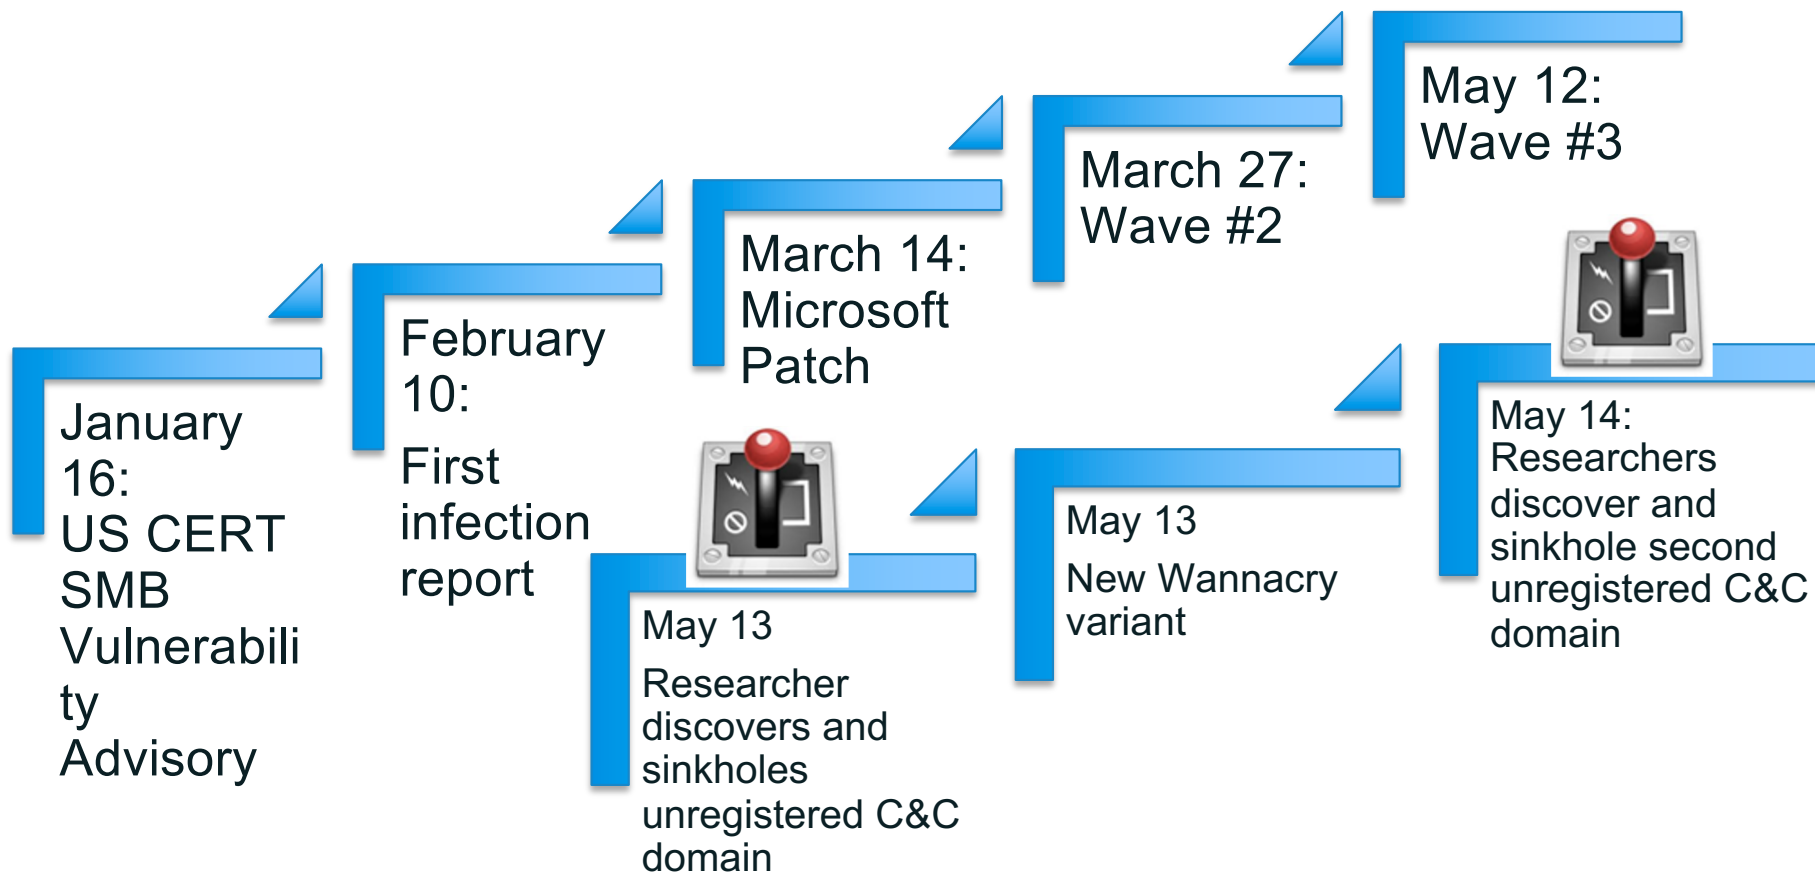 January
16:
US CERT
SMB
Vulnerabili
ty
Advisory
February
10:
First
infection
report
March 14:
Microsoft
Patch
March 27:
Wave #2
May 12:
Wave #3
May 13
Researcher
discovers and
sinkholes
unregistered C&C
domain
May 13
New Wannacry
variant
May 14:
Researchers
discover and
sinkhole second
unregistered C&C
domain